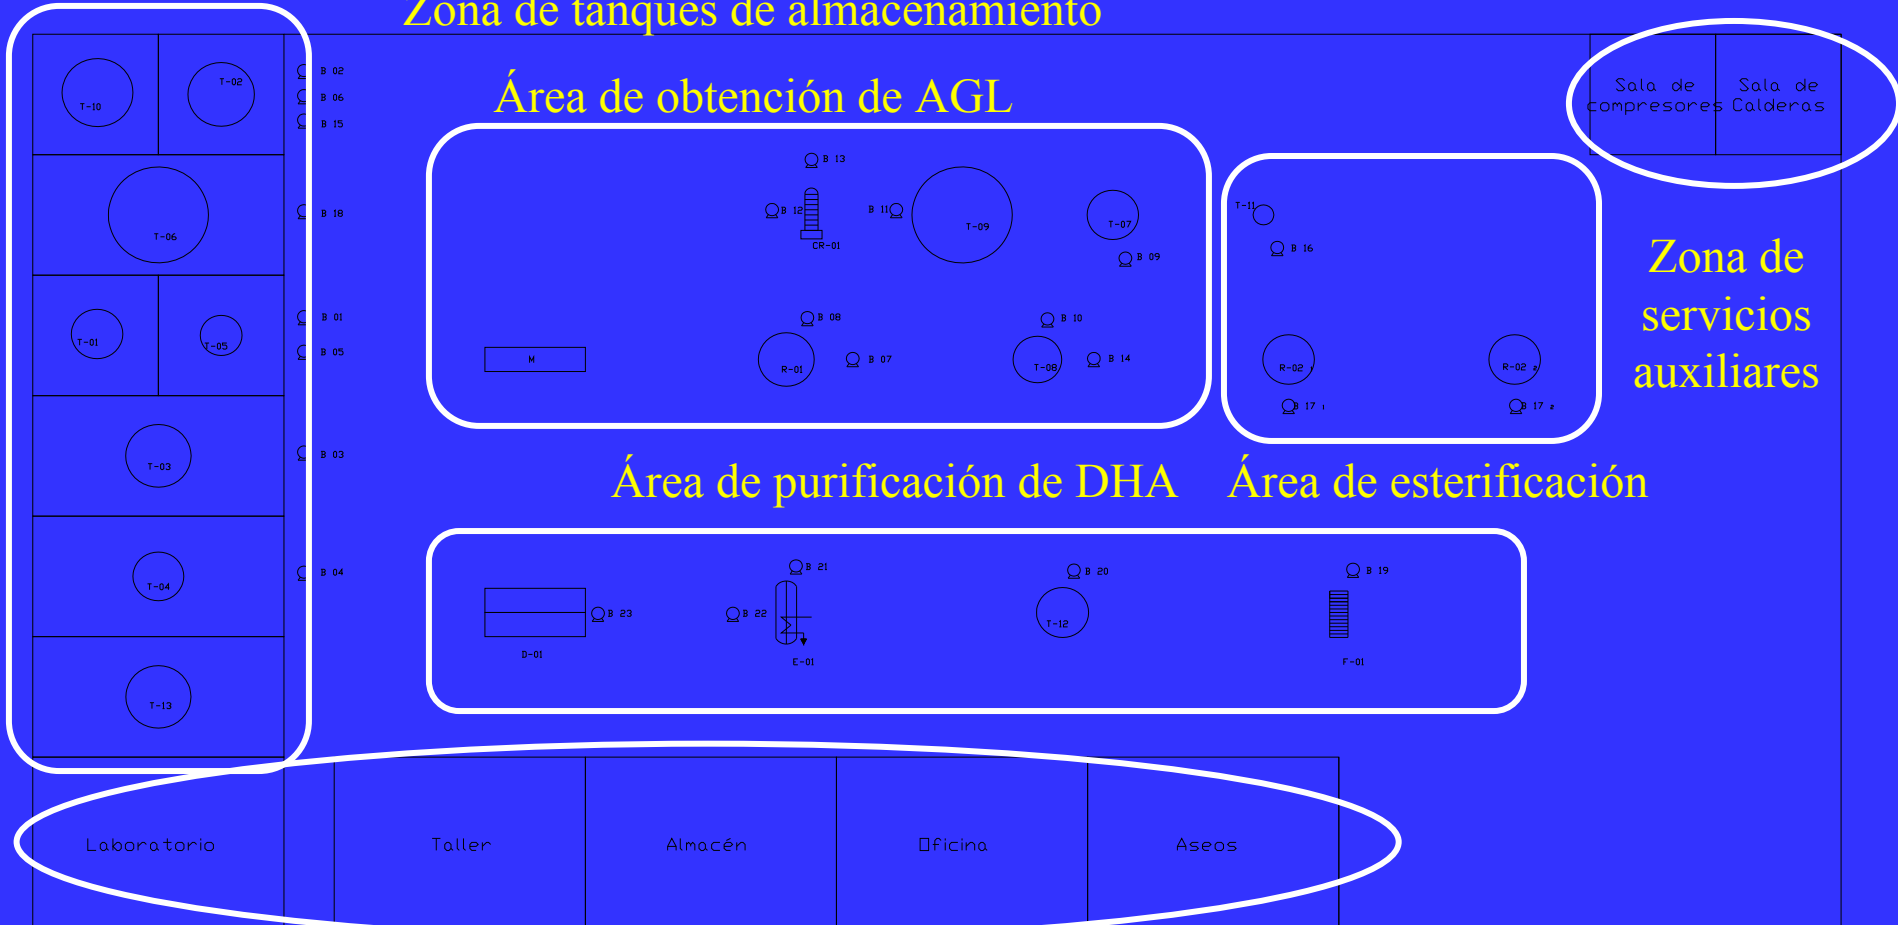 Zona de tanques de almacenamiento
T-10
T-02
B 02
B 06
B 15
T-06
B 18
T-01
T-05
B 01
B 05
T-03
B 03
T-04
B 04
T-13
Área de obtención de AGL
B 13
B 12
CR-01
B 11
T-09
T-07
B 09
M
B 08
R-01
B 07
B 10
T-08
B 14
T-11
B 16
R-02 1
R-02 2
B 17 1
B 17 2
Sala de
compresores
Sala de
Calderas
Zona de
servicios
auxiliares
Área de purificación de DHA
Área de esterificación
D-01
B 23
B 22
B 21
E-01
B 20
T-12
B 19
F-01
Laboratorio
Taller
Almacén
Oficina
Aseos